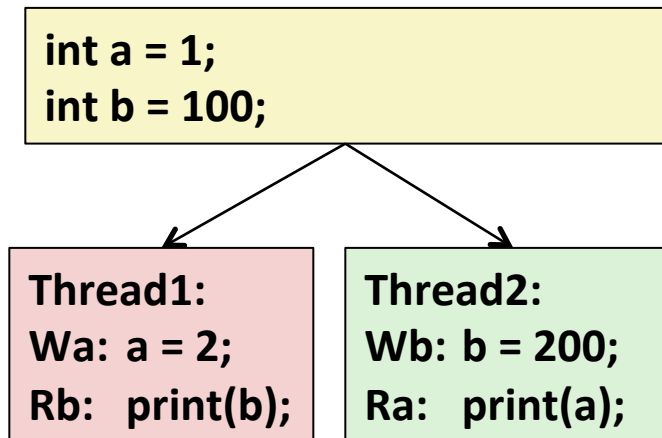 int a = 1;
int b = 100;
Thread1:
Wa: a = 2;
Rb: print(b);
Thread2:
Wb: b = 200;
Ra: print(a);